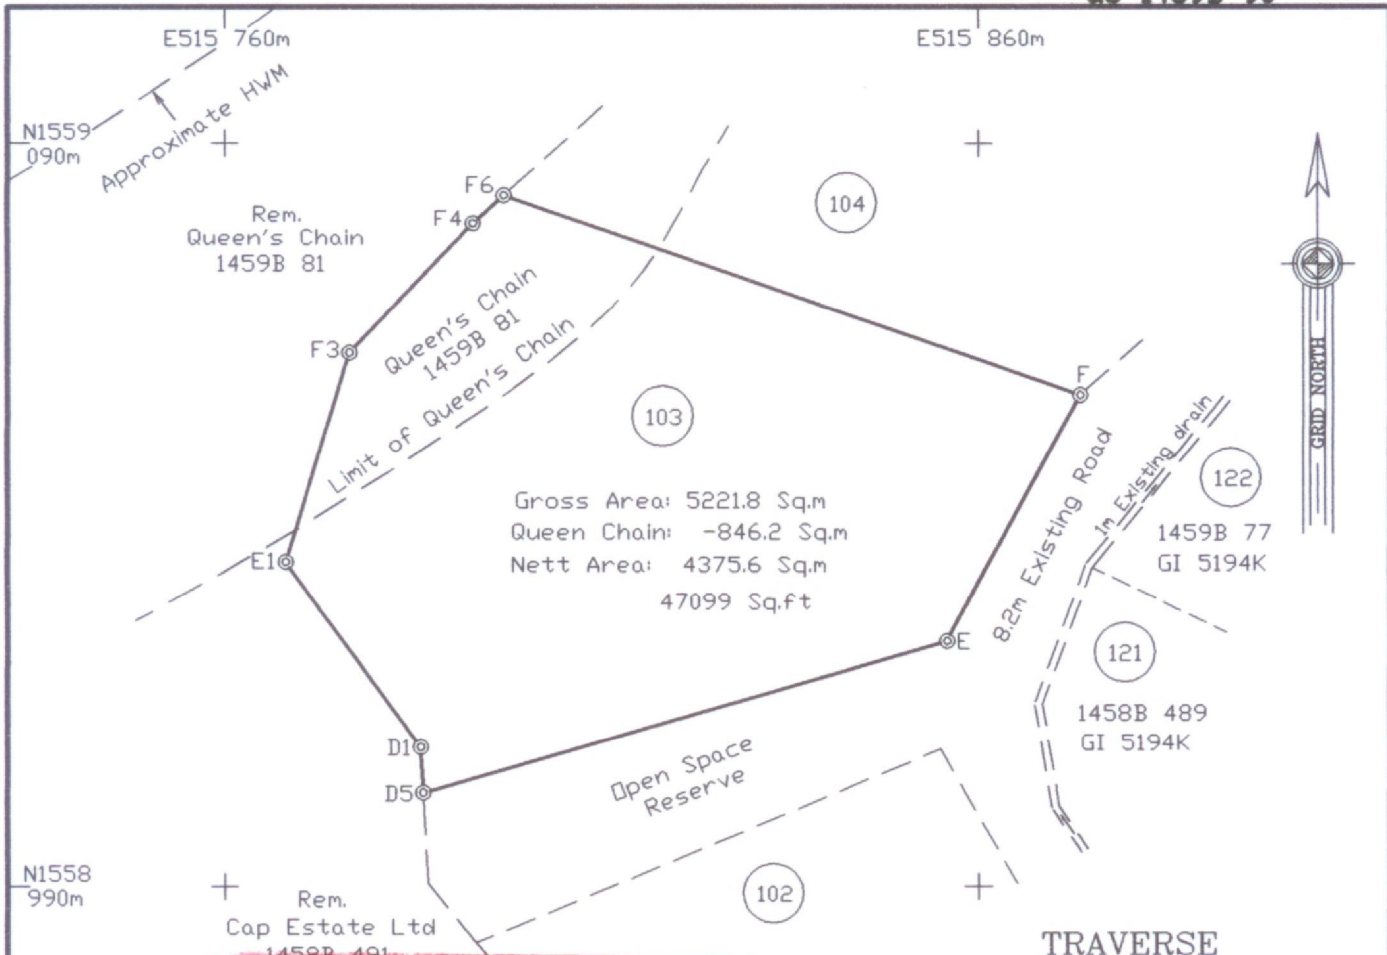 E515 760m
E515 860m
Approximate HWM
N1559
090m
F6
F4
104
Rem.
Queen's Chain
1459B 81
GRID NORTH
Queen's Chain
1459B 81
F3
Limit of Queen's Chain
F
103
8.2m Existing Road
1m Existing drain
122
1459B 77
GI 5194K
Gross Area: 5221.8 Sq.m
Queen Chain: -846.2 Sq.m
Nett Area: 4375.6 Sq.m
47099 Sq.ft
E1
E
121
1458B 489
GI 5194K
D1
D5
Open Space
Reserve
N1558
990m
102
Rem.
Cap Estate Ltd
1458B 491
TRAVERSE